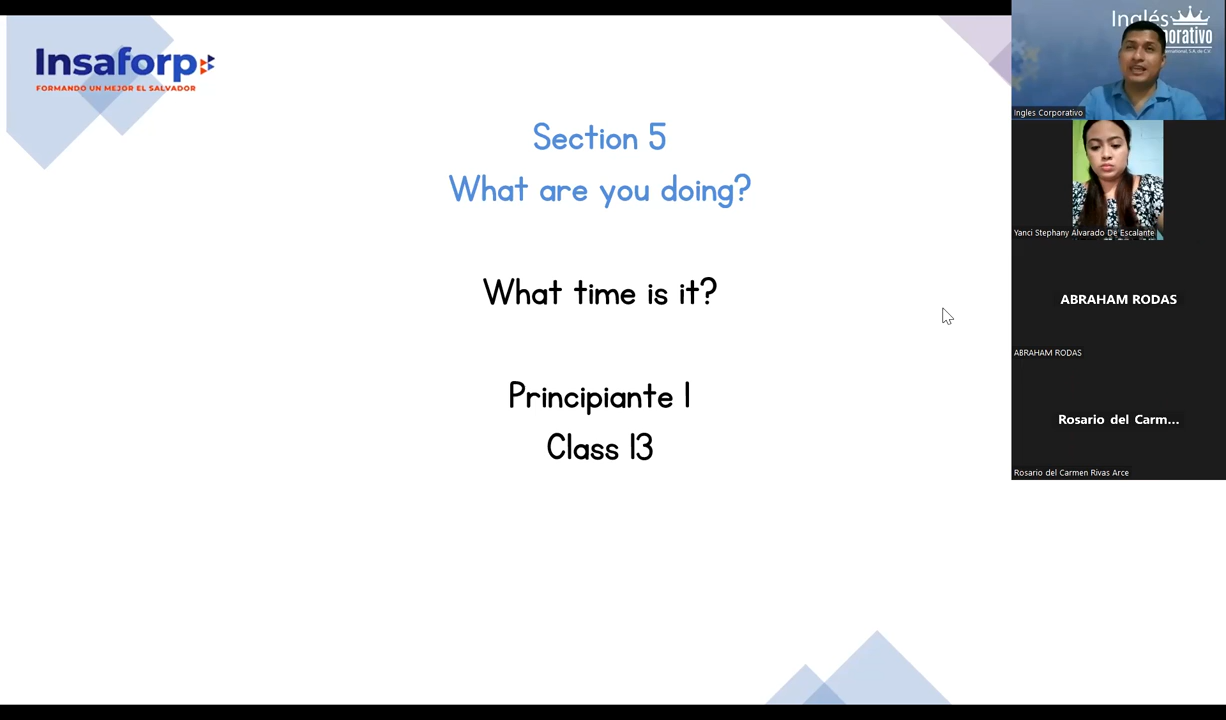 Insaforp
FORMANDO UN MEJOR EL SALVADOR
Section 5
What are you doing?
What time is it?
Principiante 1
Class 13
Inglés
Ingles Corporativo
Yanci Stephany Alvarado De Escalante
ABRAHAM RODAS
ABRAHAM RODAS
Rosario del Carm...
Rosario del Carmen Rivas Arce